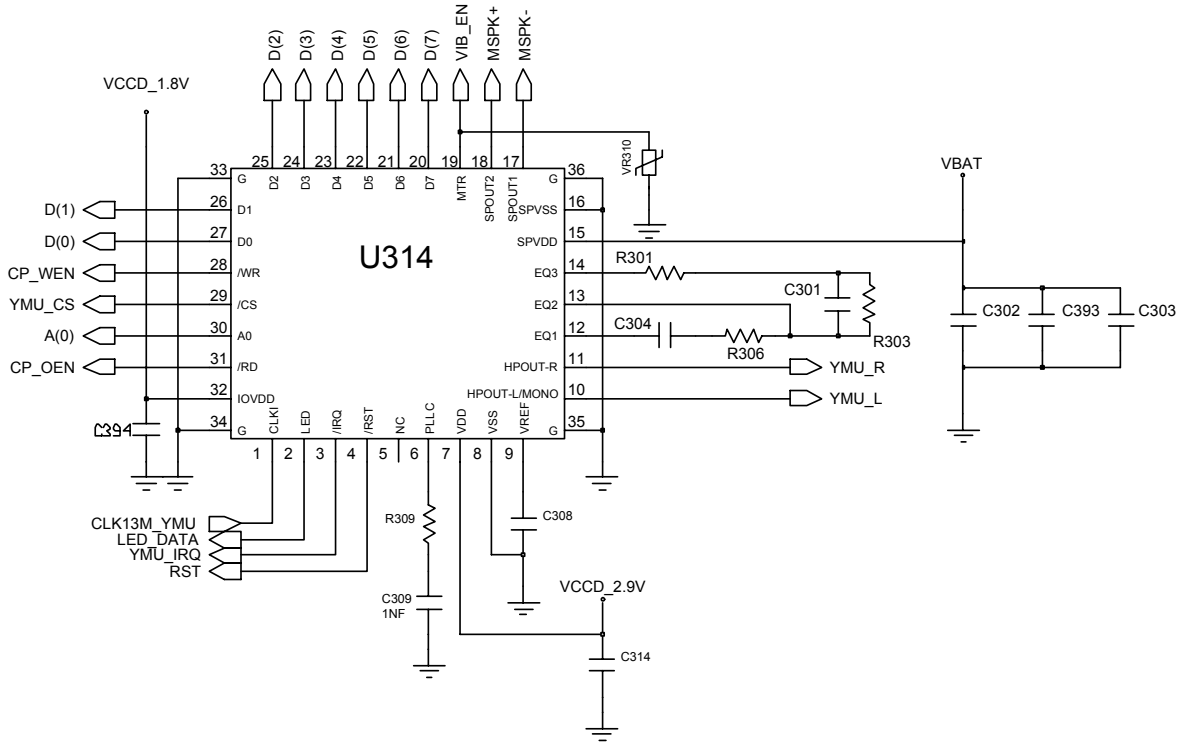 D(2)
D(3)
D(4)
D(5)
D(6)
D(7)
VIB_EN
MSPK+
MSPK-
VCCD_1.8V
VR310
VBAT
25
24
23
22
21
20
19
18
17
D2
D3
D4
D5
D6
D7
MTR
SPOUT2
SPOUT1
33
G
G
36
D(1)
26
D1
SPVSS
16
D(0)
27
D0
SPVDD
15
U314
CP_WEN
28
/WR
EQ3
14
R301
YMU_CS
29
/CS
EQ2
13
C301
A(0)
30
A0
EQ1
12
C304
R306
R303
C302
C393
C303
CP_OEN
31
/RD
HPOUT-R
11
YMU_R
32
IOVDD
HPOUT-L/MONO
10
YMU_L
C394
34
G
G
35
CLKI
LED
/IRQ
/RST
NC
PLLC
VDD
VSS
VREF
1
2
3
4
5
6
7
8
9
CLK13M_YMU
LED_DATA
YMU_IRQ
RST
R309
C308
C309
1NF
VCCD_2.9V
C314